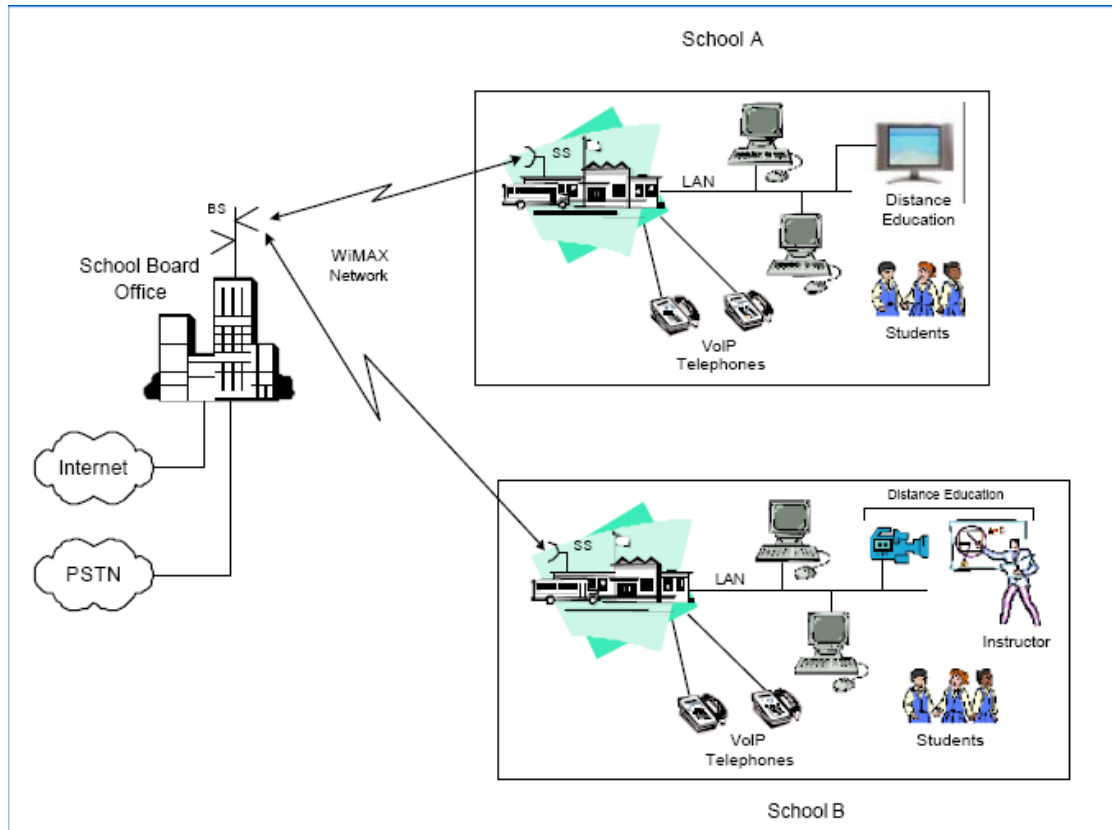 School A
SS
LAN
Distance
Education
BS
School Board
Office
WiMAX
Network
VoIP
Telephones
Students
Internet
PSTN
Distance Education
SS
LAN
Instructor
VoIP
Telephones
Students
School B